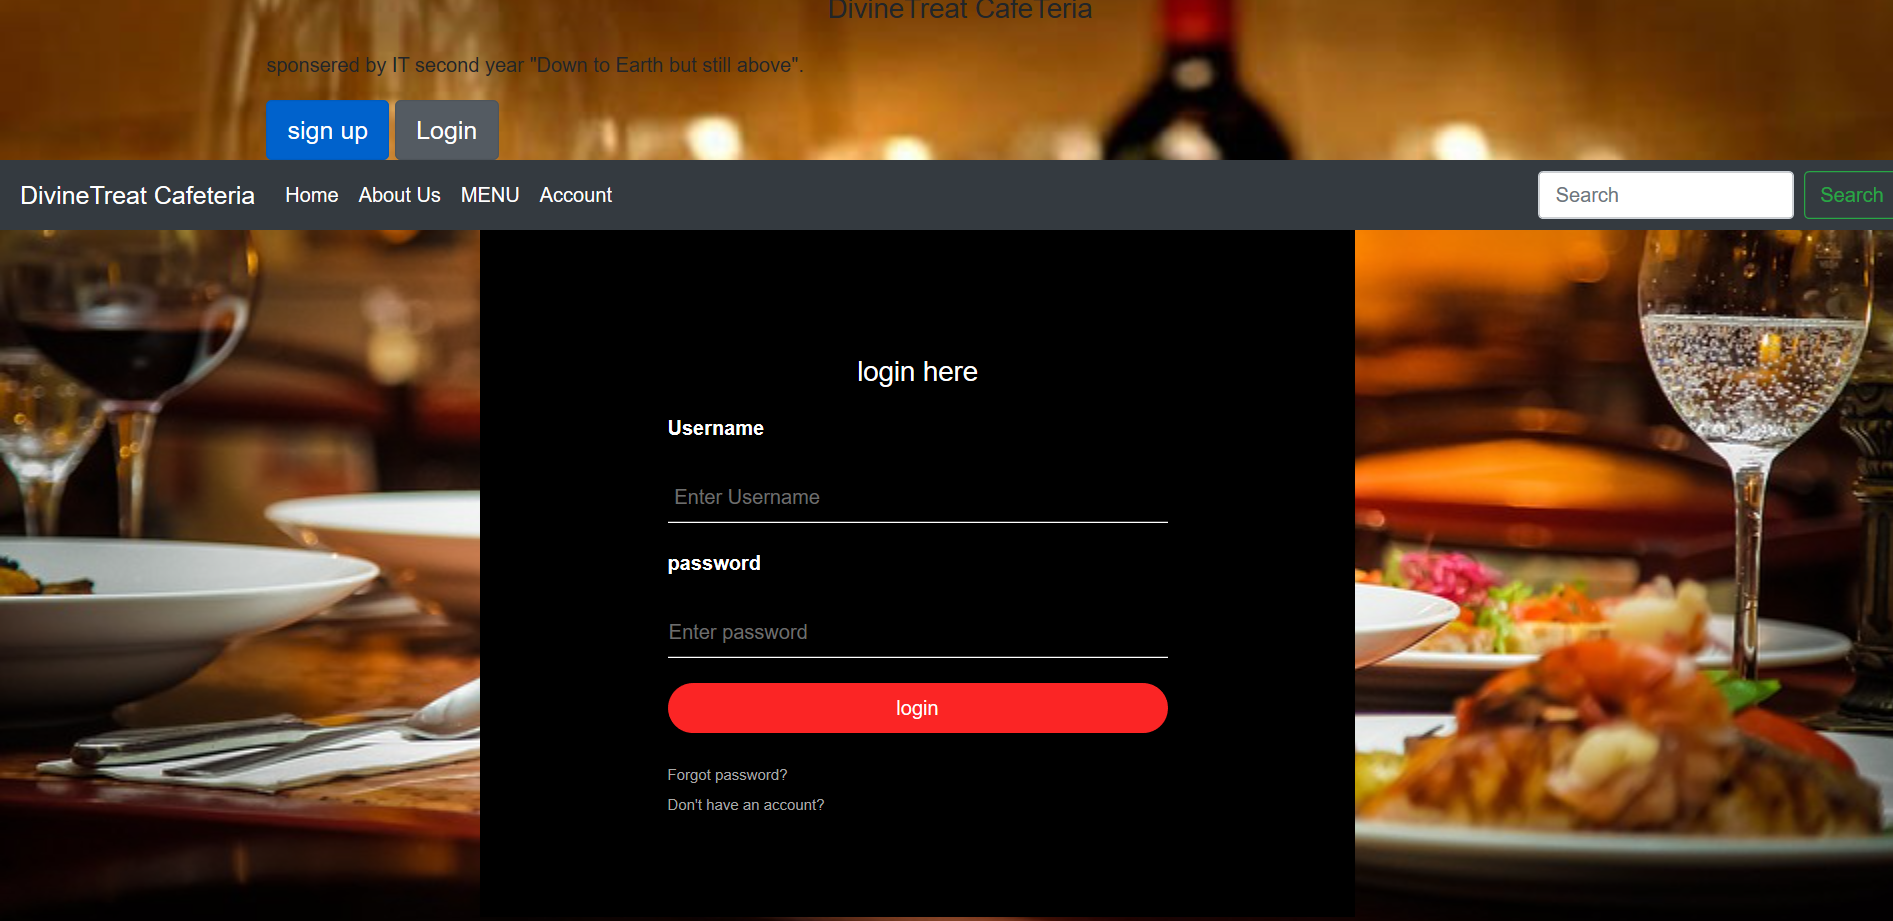 DivineTreat CafeTeria
sponsered by IT second year "Down to Earth but still above".
sign up Login
DivineTreat Cafeteria Home About Us MENU Account Search Search
login here
Username
Enter Username
password
Enter password
login
Forgot password?
Don't have an account?